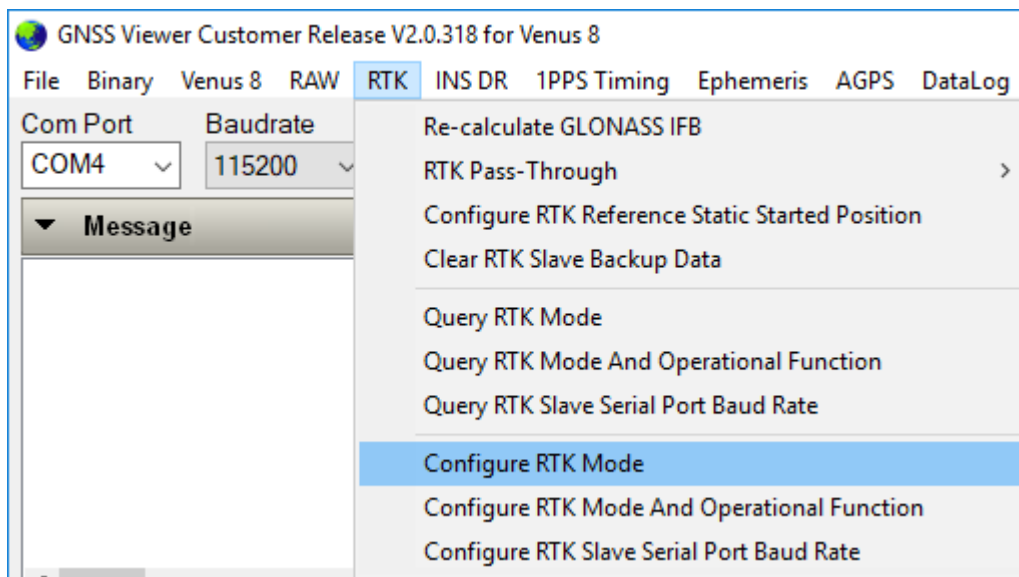 GNSS Viewer Customer Release V2.0.318 for Venus 8
File Binary Venus 8 RAW RTK INS DR 1PPS Timing Ephemeris AGPS DataLog
Com Port Baudrate
COM4 115200
Message
Re-calculate GLONASS IFB
RTK Pass-Through
Configure RTK Reference Static Started Position
Clear RTK Slave Backup Data
Query RTK Mode
Query RTK Mode And Operational Function
Query RTK Slave Serial Port Baud Rate
Configure RTK Mode
Configure RTK Mode And Operational Function
Configure RTK Slave Serial Port Baud Rate